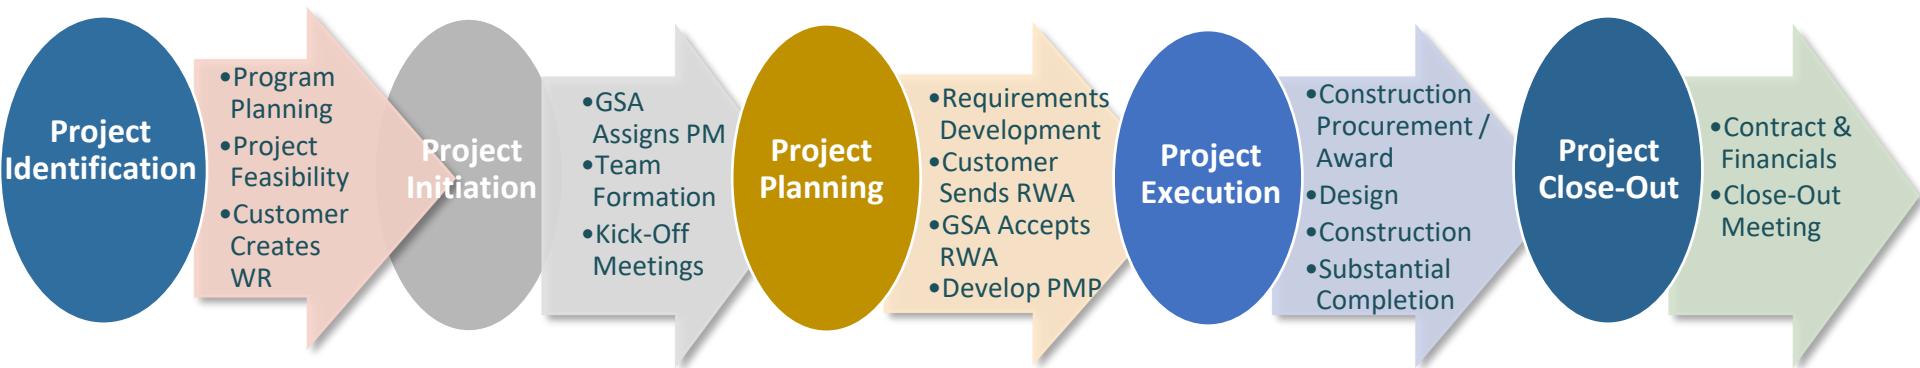 Project
Identification
•Program
Planning
•Project
Feasibility
•Customer
Creates
WR
Project
Initiation
•GSA
Assigns PM
•Team
Formation
•Kick-Off
Meetings
Project
Planning
•Requirements
Development
•Customer
Sends RWA
•GSA Accepts
RWA
•Develop PMP
Project
Execution
•Construction
Procurement /
Award
•Design
•Construction
•Substantial
Completion
Project
Close-Out
•Contract &
Financials
•Close-Out
Meeting